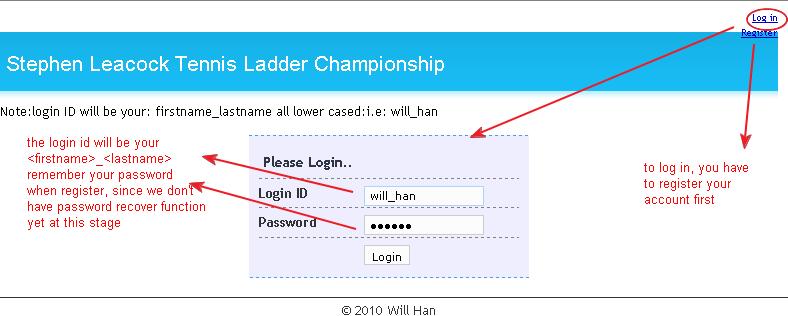 Log in
Register
Stephen Leacock Tennis Ladder Championship
Note:login ID will be your: firstname_lastname all lower cased:i.e: will_han
the login id will be your
<firstname>_<lastname>
remember your password
when register, since we don't
have password recover function
yet at this stage
Please Login..
Login ID
will_han
Password
••••••
Login
to log in, you have
to register your
account first
© 2010 Will Han